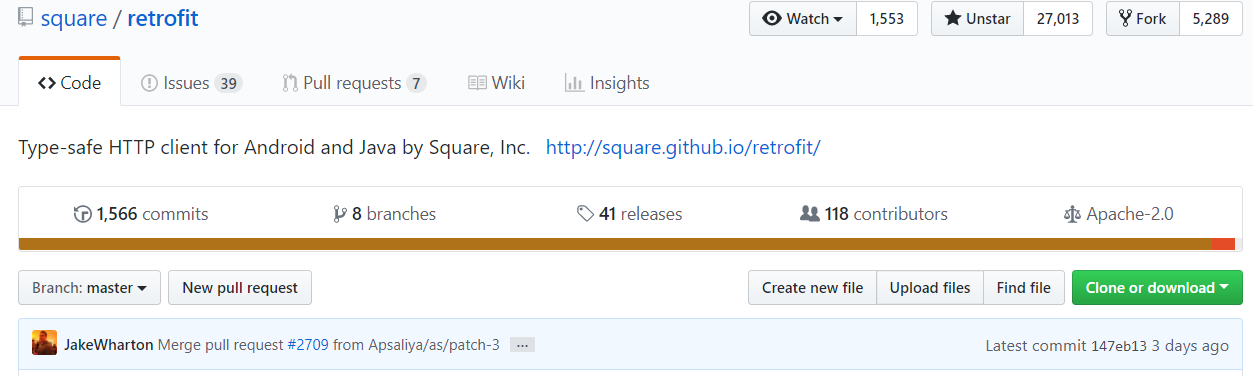 square / retrofit Watch 1,553 Unstar 27,013 Fork 5,289
<> Code Issues 39 Pull requests 7 Wiki Insights
Type-safe HTTP client for Android and Java by Square, Inc. http://square.github.io/retrofit/
1,566 commits 8 branches 41 releases 118 contributors Apache-2.0
Branch: master New pull request Create new file Upload files Find file Clone or download
JakeWharton Merge pull request #2709 from Apsaliya/as/patch-3 ... Latest commit 147eb13 3 days ago